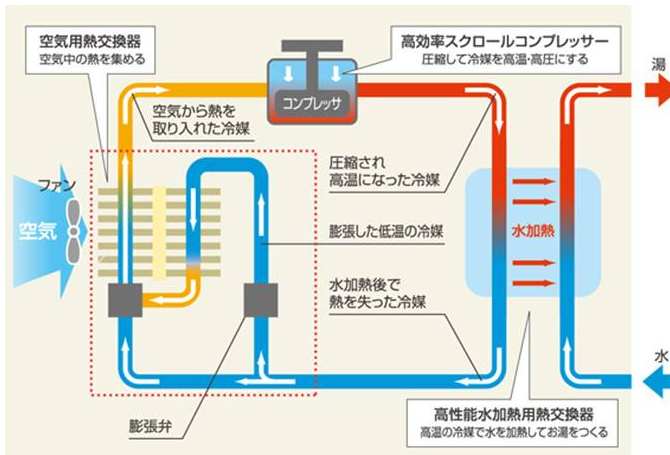 空気用熱交換器
空気中の熱を集める
高効率スクロールコンプレッサー
圧縮して冷媒を高温・高圧にする
コンプレッサ
湯
空気から熱を
取り入れた冷媒
圧縮され
高温になった冷媒
ファン
空気
水加熱
膨張した低温の冷媒
水加熱後で
熱を失った冷媒
水
膨張弁
高性能水加熱用熱交換器
高温の冷媒で水を加熱してお湯をつくる